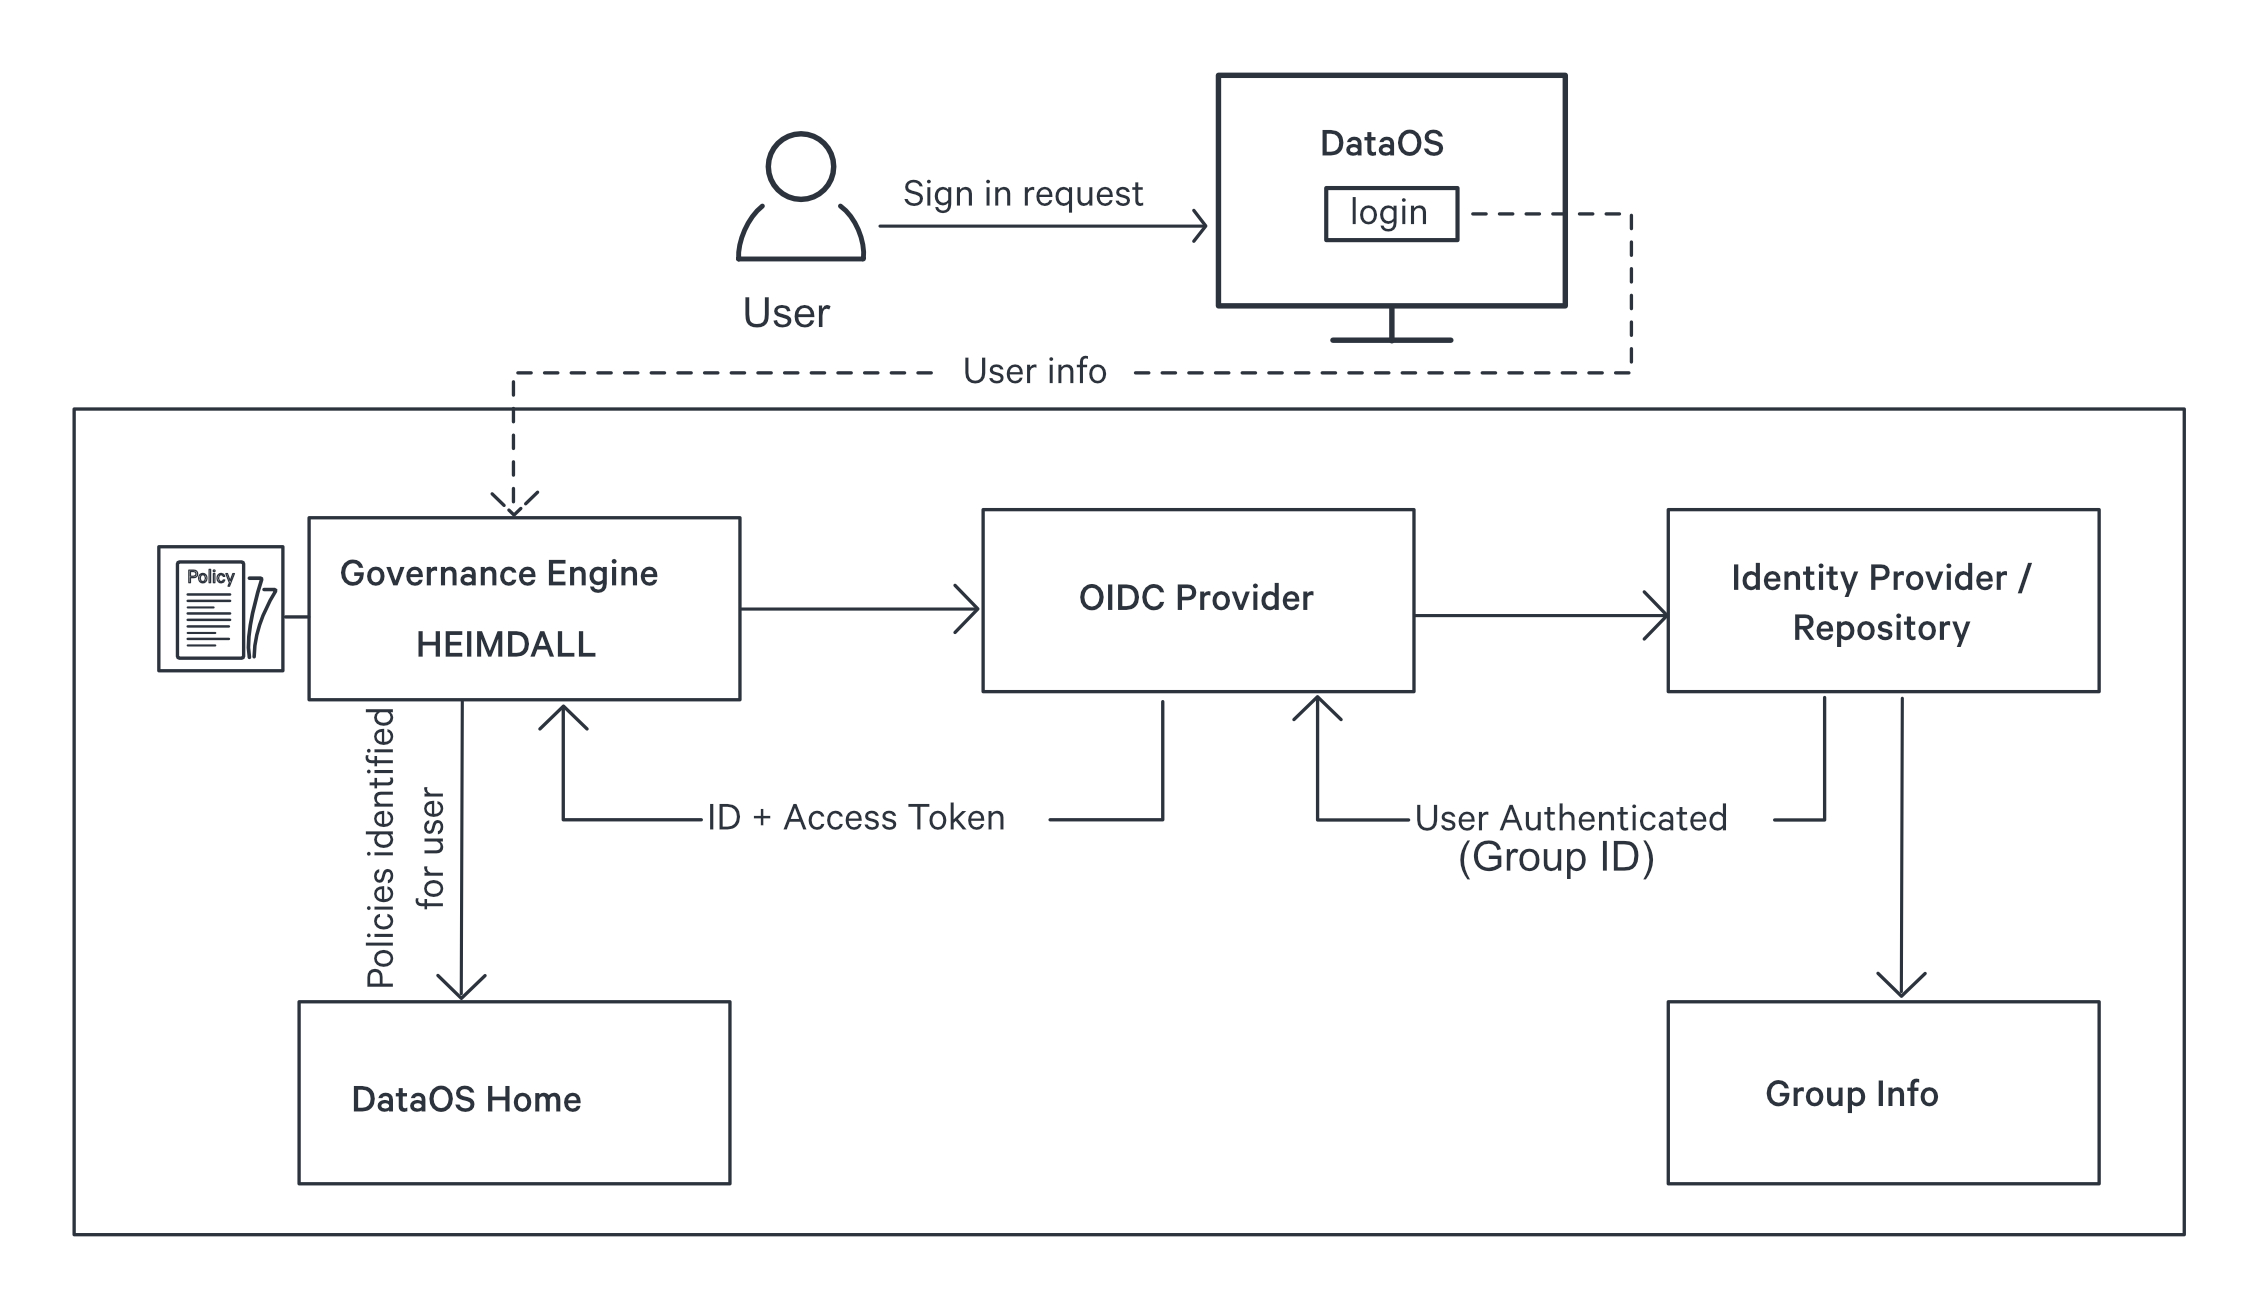 DataOS
login
Sign in request
User
User info
Policy
Governance Engine
HEIMDALL
OIDC Provider
Identity Provider /
Repository
Policies identified
for user
ID + Access Token
User Authenticated
(Group ID)
DataOS Home
Group Info